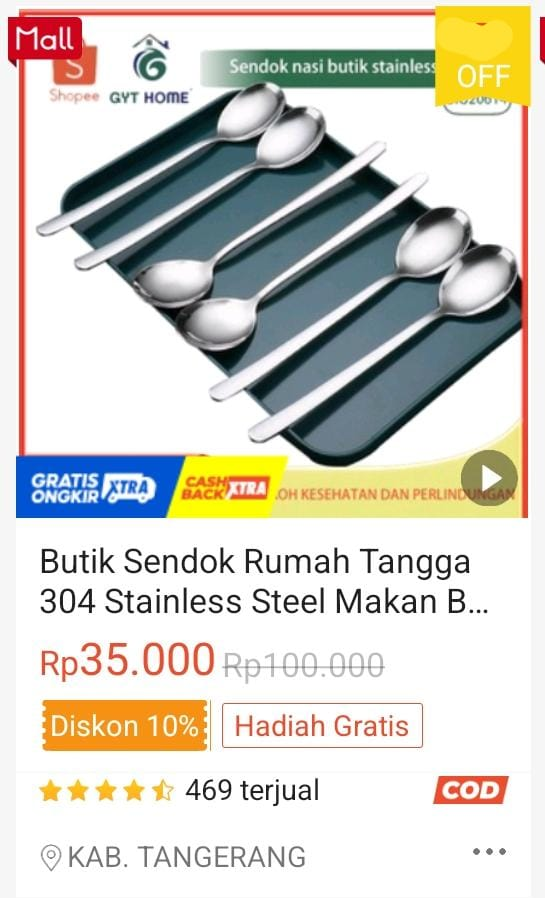 Mall
S
Shopee
GYT HOME
Sendok nasi butik stainless
OFF
GRATIS
ONGKIR
XTRA
CASH
BACK
XTRA
OH KESEHATAN DAN PERLINDUNGAN
Butik Sendok Rumah Tangga
304 Stainless Steel Makan B...
Rp35.000 Rp100.000
Diskon 10% Hadiah Gratis
469 terjual
COD
KAB. TANGERANG